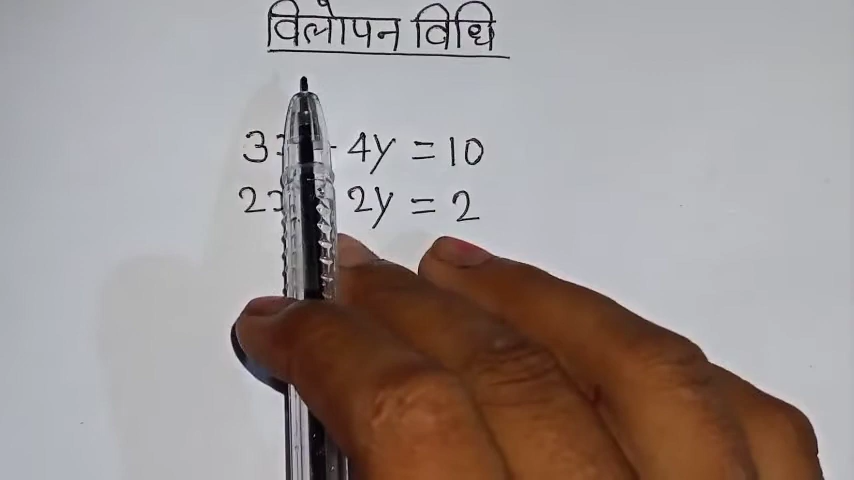 विलोपन विधि
3 4y = 10
2 2y = 2